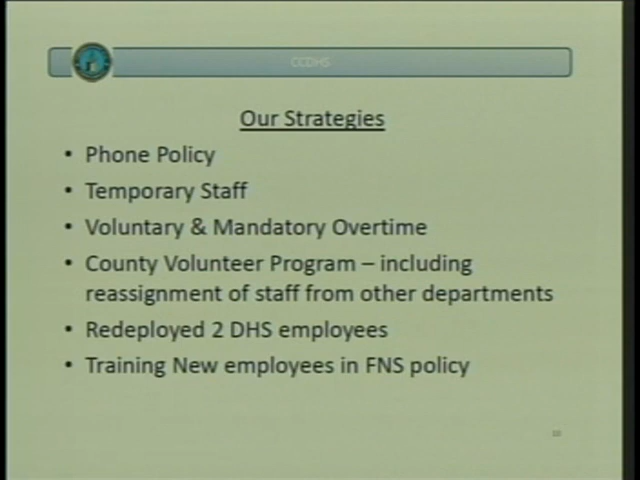 CCDHS
Our Strategies
• Phone Policy
• Temporary Staff
• Voluntary & Mandatory Overtime
• County Volunteer Program – including
reassignment of staff from other departments
• Redeployed 2 DHS employees
• Training New employees in FNS policy